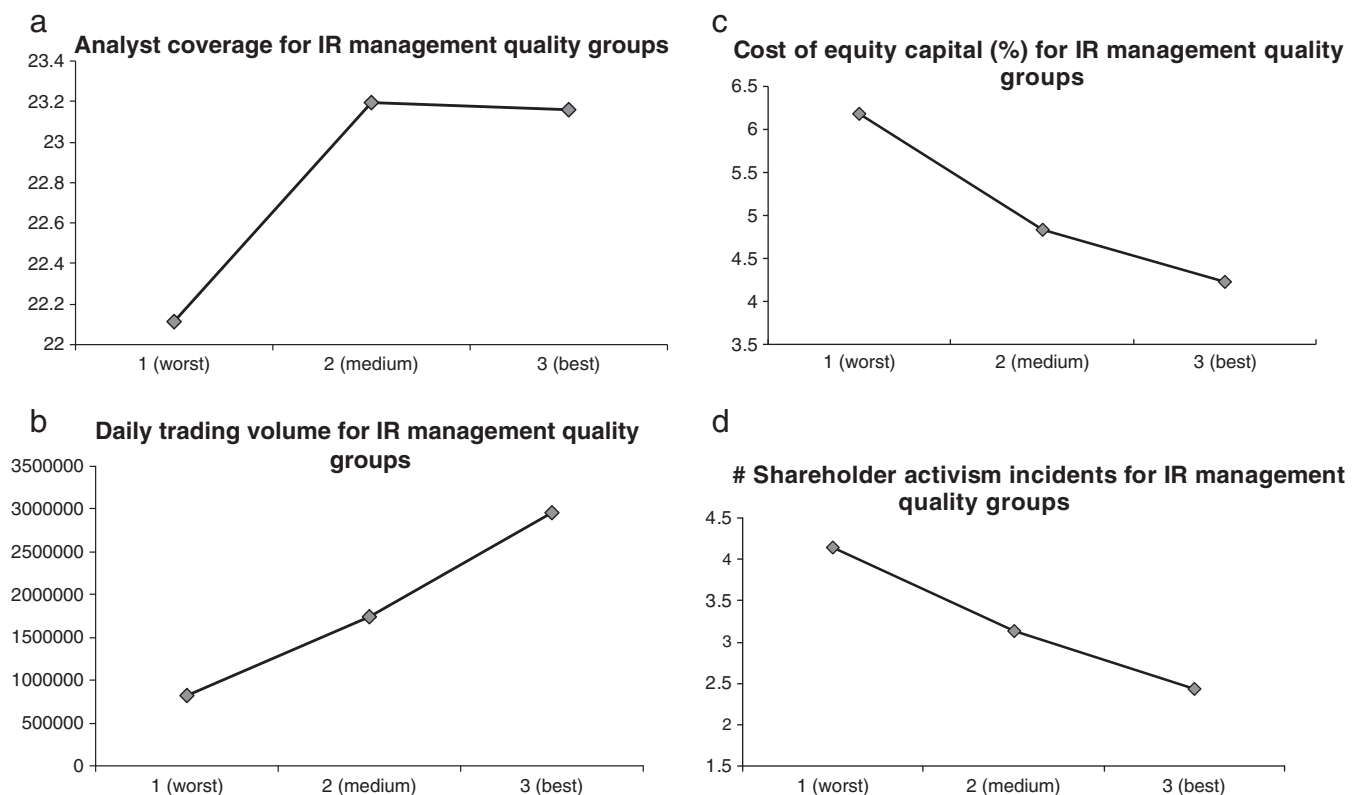 a
Analyst coverage for IR management quality groups
23.4
23.2
23
22.8
22.6
22.4
22.2
22
1 (worst) 2 (medium) 3 (best)
b
Daily trading volume for IR management quality
groups
3500000
3000000
2500000
2000000
1500000
1000000
500000
0
1 (worst) 2 (medium) 3 (best)
c
Cost of equity capital (%) for IR management quality
groups
6.5
6
5.5
5
4.5
4
3.5
1 (worst) 2 (medium) 3 (best)
d
# Shareholder activism incidents for IR management
quality groups
4.5
4
3.5
3
2.5
2
1.5
1 (worst) 2 (medium) 3 (best)